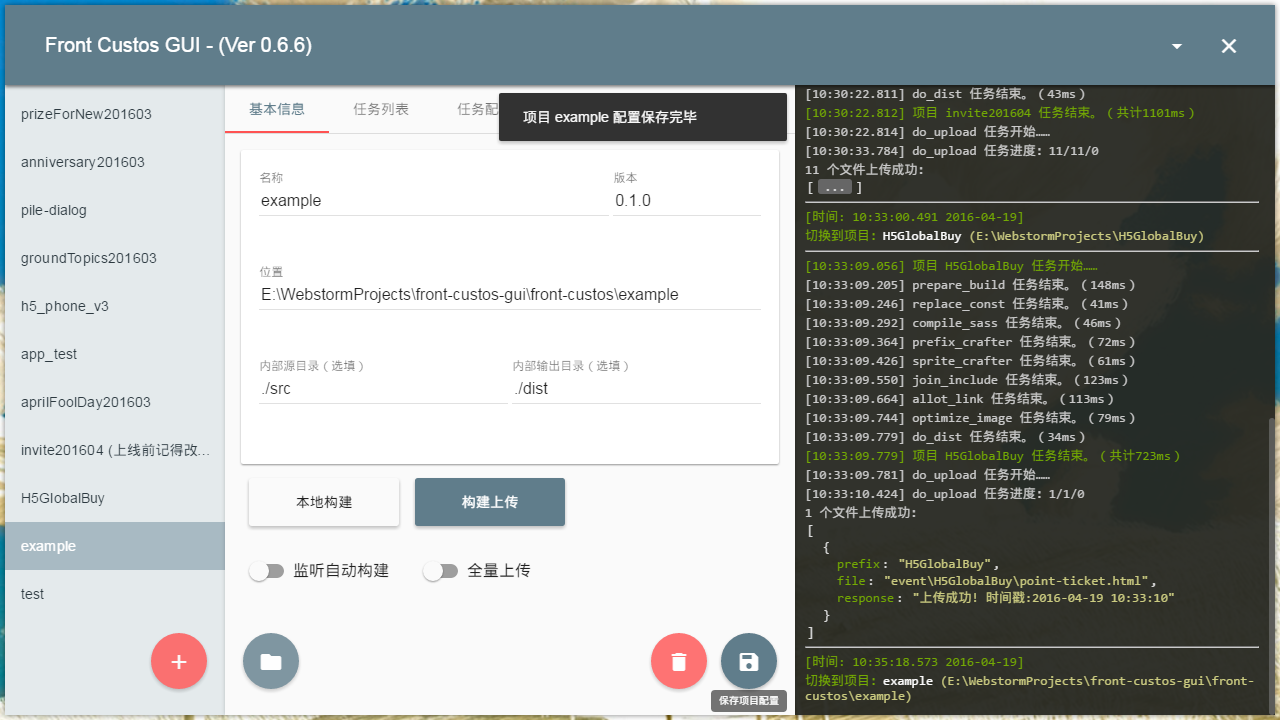 Front Custos GUI - (Ver 0.6.6)
prizeForNew201603
anniversary201603
pile-dialog
groundTopics201603
h5_phone_v3
app_test
aprilFoolDay201603
invite201604 (上线前记得改...
H5GlobalBuy
example
test
基本信息
任务列表
任务配
项目 example 配置保存完毕
名称
example
版本
0.1.0
位置
E:\WebstormProjects\front-custos-gui\front-custos\example
内部源目录（选填）
./src
内部输出目录（选填）
./dist
本地构建
构建上传
监听自动构建
全量上传
保存项目配置
[10:30:22.811] do_dist 任务结束。（43ms）
[10:30:22.812] 项目 invite201604 任务结束。（共计1101ms）
[10:30:22.814] do_upload 任务开始……
[10:30:33.784] do_upload 任务进度: 11/11/0
11 个文件上传成功:
[ ... ]
[时间: 10:33:00.491 2016-04-19]
切换到项目: H5GlobalBuy (E:\WebstormProjects\H5GlobalBuy)
[10:33:09.056] 项目 H5GlobalBuy 任务开始……
[10:33:09.205] prepare_build 任务结束。（148ms）
[10:33:09.246] replace_const 任务结束。（41ms）
[10:33:09.292] compile_sass 任务结束。（46ms）
[10:33:09.364] prefix_crafter 任务结束。（72ms）
[10:33:09.426] sprite_crafter 任务结束。（61ms）
[10:33:09.550] join_include 任务结束。（123ms）
[10:33:09.664] allot_link 任务结束。（113ms）
[10:33:09.744] optimize_image 任务结束。（79ms）
[10:33:09.779] do_dist 任务结束。（34ms）
[10:33:09.779] 项目 H5GlobalBuy 任务结束。（共计723ms）
[10:33:09.781] do_upload 任务开始……
[10:33:10.424] do_upload 任务进度: 1/1/0
1 个文件上传成功:
[
{
prefix: "H5GlobalBuy",
file: "event\H5GlobalBuy\point-ticket.html",
response: "上传成功! 时间戳:2016-04-19 10:33:10"
}
]
[时间: 10:35:18.573 2016-04-19]
切换到项目: example (E:\WebstormProjects\front-custos-gui\front-
custos\example)